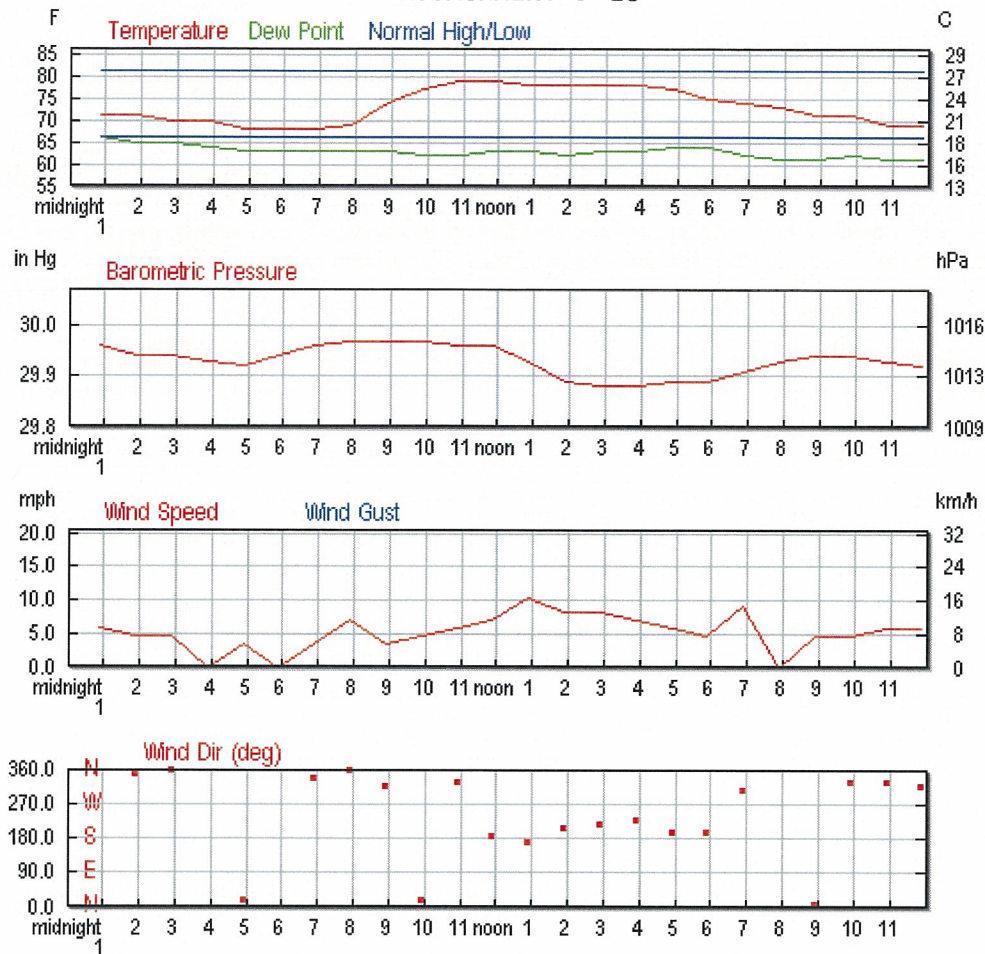 F C
Temperature Dew Point Normal High/Low
85 29
80 27
75 24
70 21
65 18
60 16
55 13
midnight 2 3 4 5 6 7 8 9 10 11 noon 1 2 3 4 5 6 7 8 9 10 11
1
in Hg hPa
Barometric Pressure
30.0 1016
29.9 1013
29.8 1009
midnight 2 3 4 5 6 7 8 9 10 11 noon 1 2 3 4 5 6 7 8 9 10 11
1
mph km/h
Wind Speed Wind Gust
20.0 32
15.0 24
10.0 16
5.0 8
0.0 0
midnight 2 3 4 5 6 7 8 9 10 11 noon 1 2 3 4 5 6 7 8 9 10 11
1
Wind Dir (deg)
360.0 N
270.0 W
180.0 S
90.0 E
0.0 N
midnight 2 3 4 5 6 7 8 9 10 11 noon 1 2 3 4 5 6 7 8 9 10 11
1